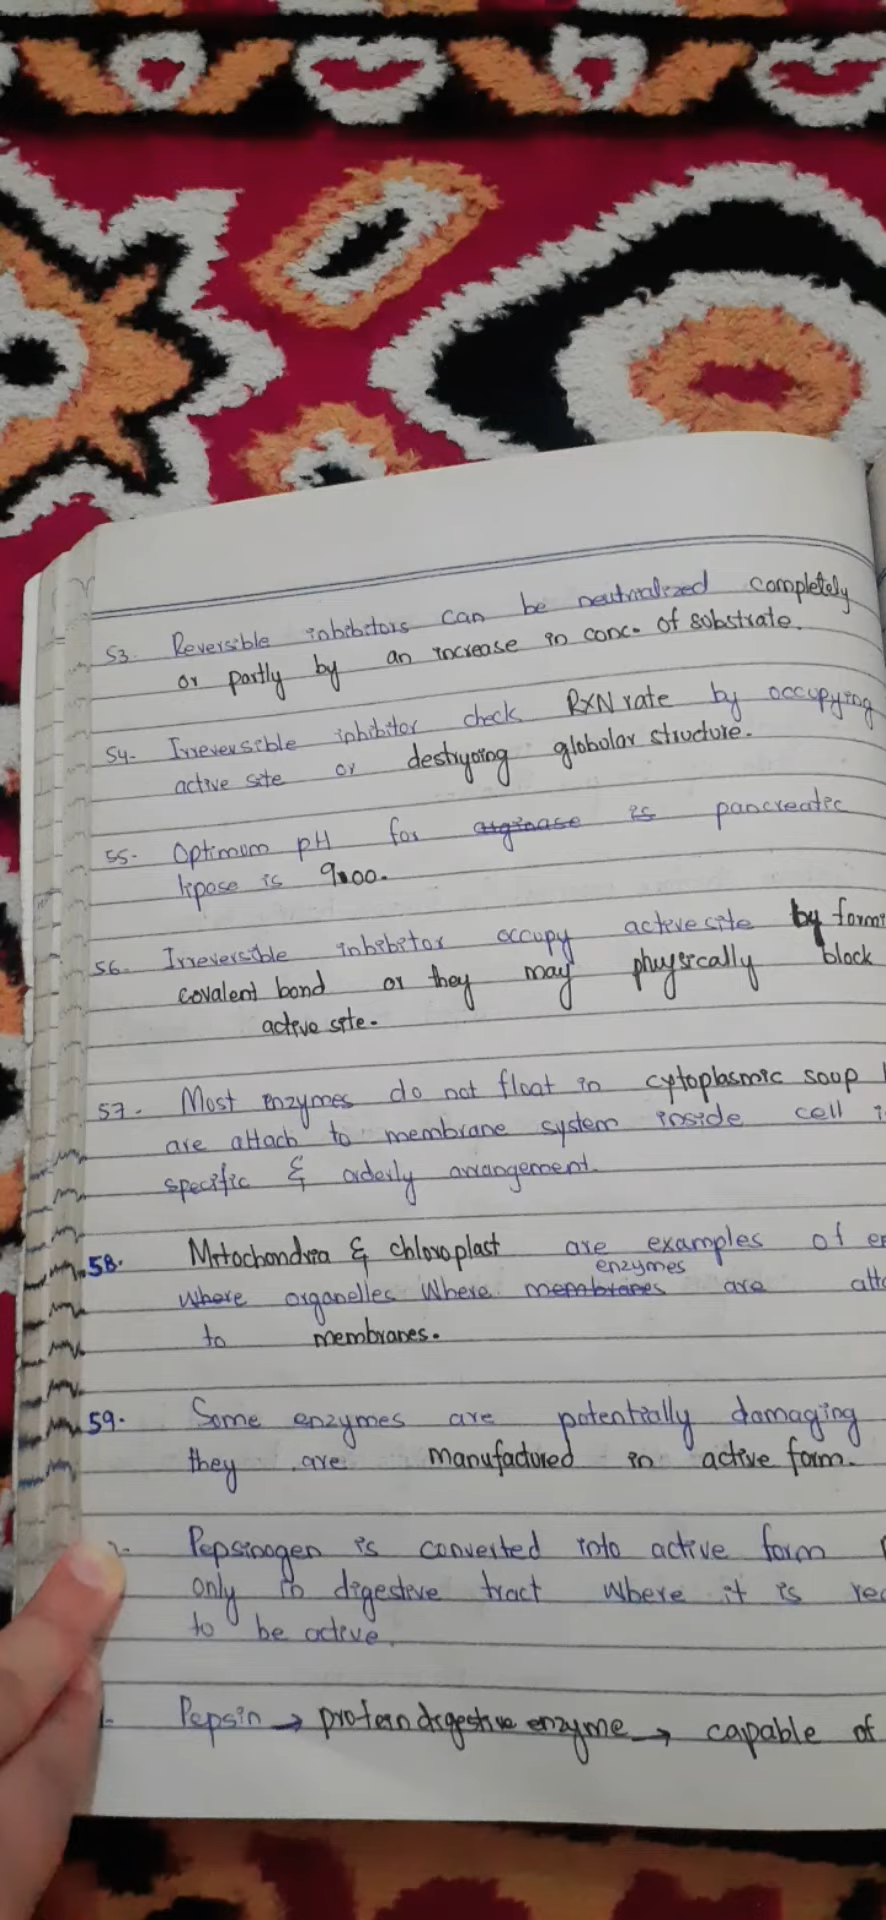 53. Reversible inhibitors can be neutrialized completely
or partly by an increase in conc. of substrate.
54- Irreversible inhibitor check RXN rate by occupying
active site or destryoing globular structure.
55- Optimum pH for arginase is pancreatic
lipase is 9.00.
56. Irreversible inhibitor occupy active site by formi
covalent bond or they may physically block
active site.
57- Most enzymes do not float in cytoplasmic soup
are attach to membrane system inside cell i
specific & orderly arrangement.
58. Mitochondria & chloroplast are examples of
enzymes
where organelles Where membranes are atta
to membranes.
59. Some enzymes are potentially damaging
they are manufactured in active form.
Pepsinogen is converted into active form
only in digestive tract where it is req
to be active.
Pepsin → protein digestive enzyme → capable of